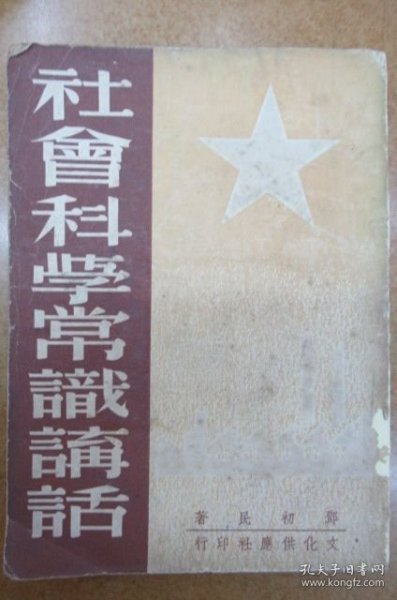 社會科學常識講話
著 民 初 鄧
行印社應供化文
孔夫子旧书网
www.kongfz.com